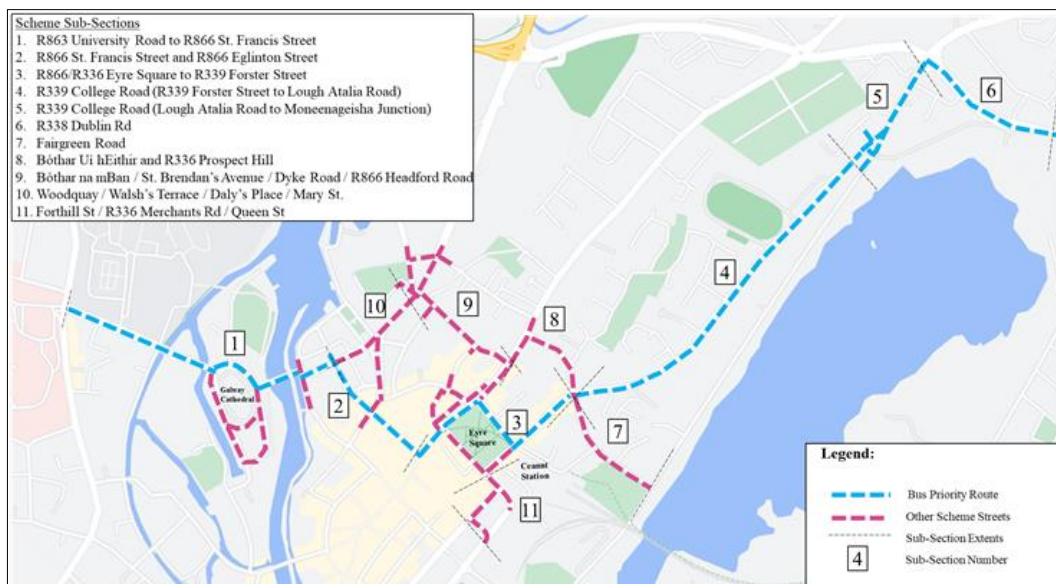 Scheme Sub-Sections
1. R863 University Road to R866 St. Francis Street
2. R866 St. Francis Street and R866 Eglinton Street
3. R866/R336 Eyre Square to R339 Forster Street
4. R339 College Road (R339 Forster Street to Lough Atalia Road)
5. R339 College Road (Lough Atalia Road to Moneenageisha Junction)
6. R338 Dublin Rd
7. Fairgreen Road
8. Bóthar Uí hEithir and R336 Prospect Hill
9. Bóthar na mBan / St. Brendan's Avenue / Dyke Road / R866 Headford Road
10. Woodquay / Walsh's Terrace / Daly's Place / Mary St.
11. Forthill St / R336 Merchants Rd / Queen St
5
6
4
10
9
8
1
Galway
Cathedral
2
3
Eyre
Square
7
Ceannt
Station
11
Legend:
Bus Priority Route
Other Scheme Streets
Sub-Section Extents
4 Sub-Section Number